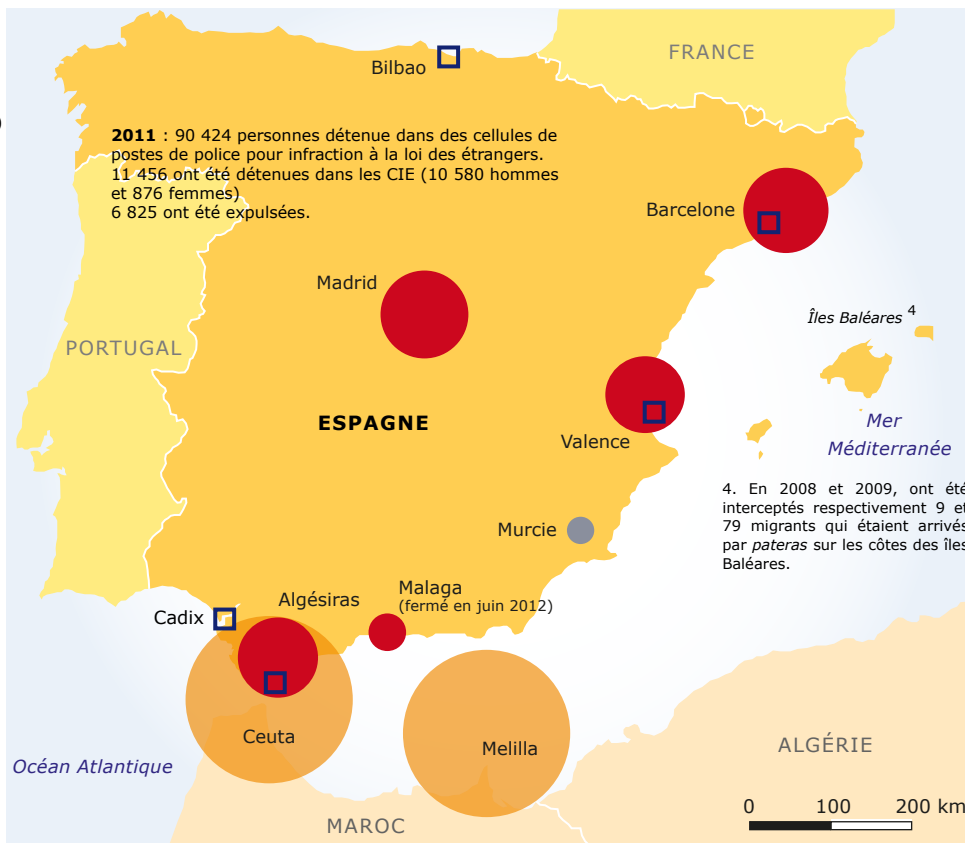 FRANCE
Bilbao
2011 : 90 424 personnes détenue dans des cellules de
postes de police pour infraction à la loi des étrangers.
11 456 ont été détenues dans les CIE (10 580 hommes
et 876 femmes)
6 825 ont été expulsées.
Barcelone
Madrid
Îles Baléares 4
PORTUGAL
ESPAGNE
Mer
Méditerranée
Valence
4. En 2008 et 2009, ont été
interceptés respectivement 9 et
79 migrants qui étaient arrivés
par pateras sur les côtes des îles
Baléares.
Murcie
Malaga
(fermé en juin 2012)
Algésiras
Cadix
Ceuta
Melilla
ALGÉRIE
Océan Atlantique
MAROC
0 100 200 km